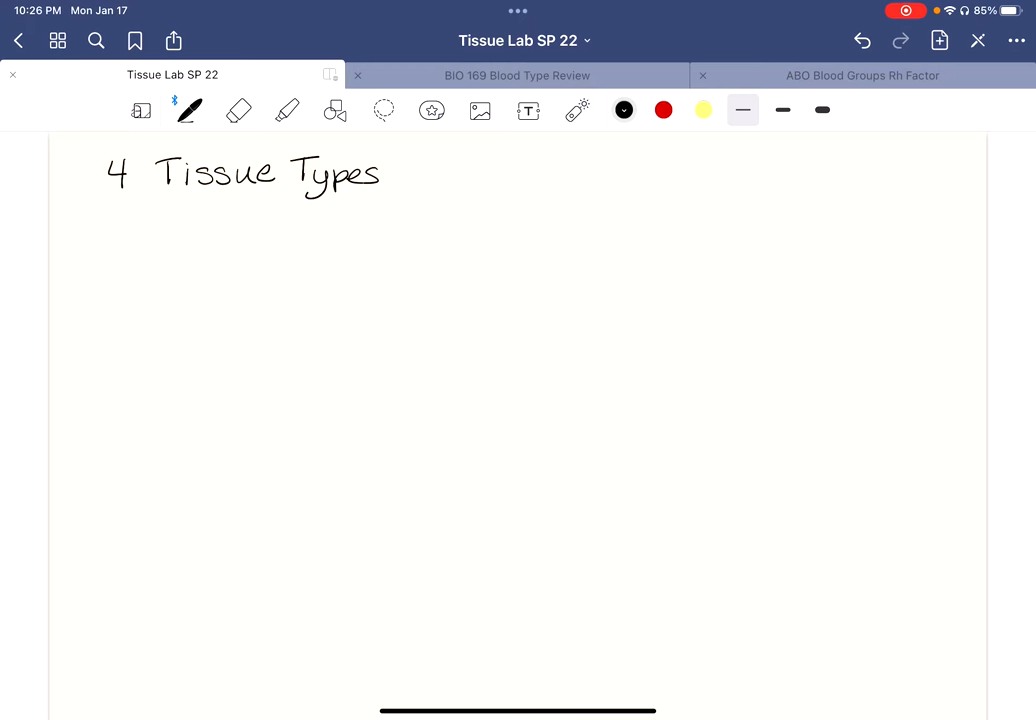 10:26 PM Mon Jan 17
85%
Tissue Lab SP 22
Tissue Lab SP 22
BIO 169 Blood Type Review
ABO Blood Groups Rh Factor
T
4 Tissue Types